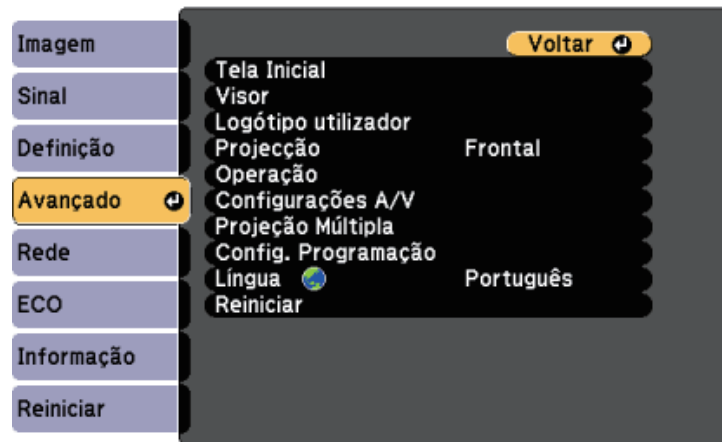 Imagem
Sinal
Definição
Avançado
Rede
ECO
Informação
Reiniciar
Voltar
Tela Inicial
Visor
Logótipo utilizador
Projecção Frontal
Operação
Configurações A/V
Projeção Múltipla
Config. Programação
Língua Português
Reiniciar